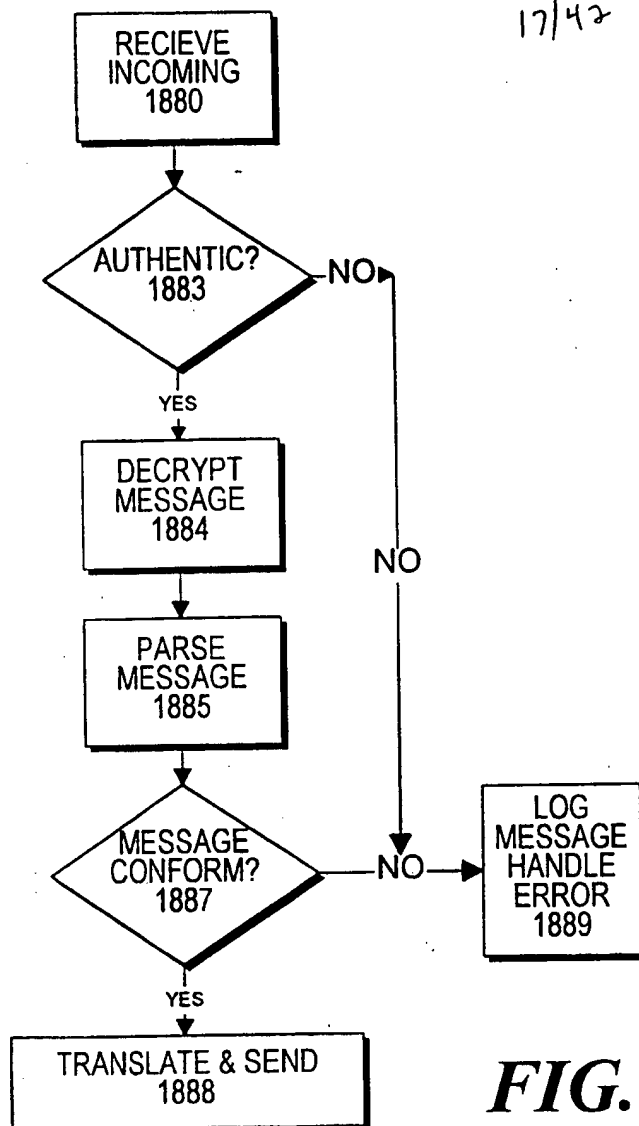 17/42
RECIEVE
INCOMING
1880
AUTHENTIC?
1883
NO
YES
DECRYPT
MESSAGE
1884
NO
PARSE
MESSAGE
1885
MESSAGE
CONFORM?
1887
NO
LOG
MESSAGE
HANDLE
ERROR
1889
YES
TRANSLATE & SEND
1888
FIG.